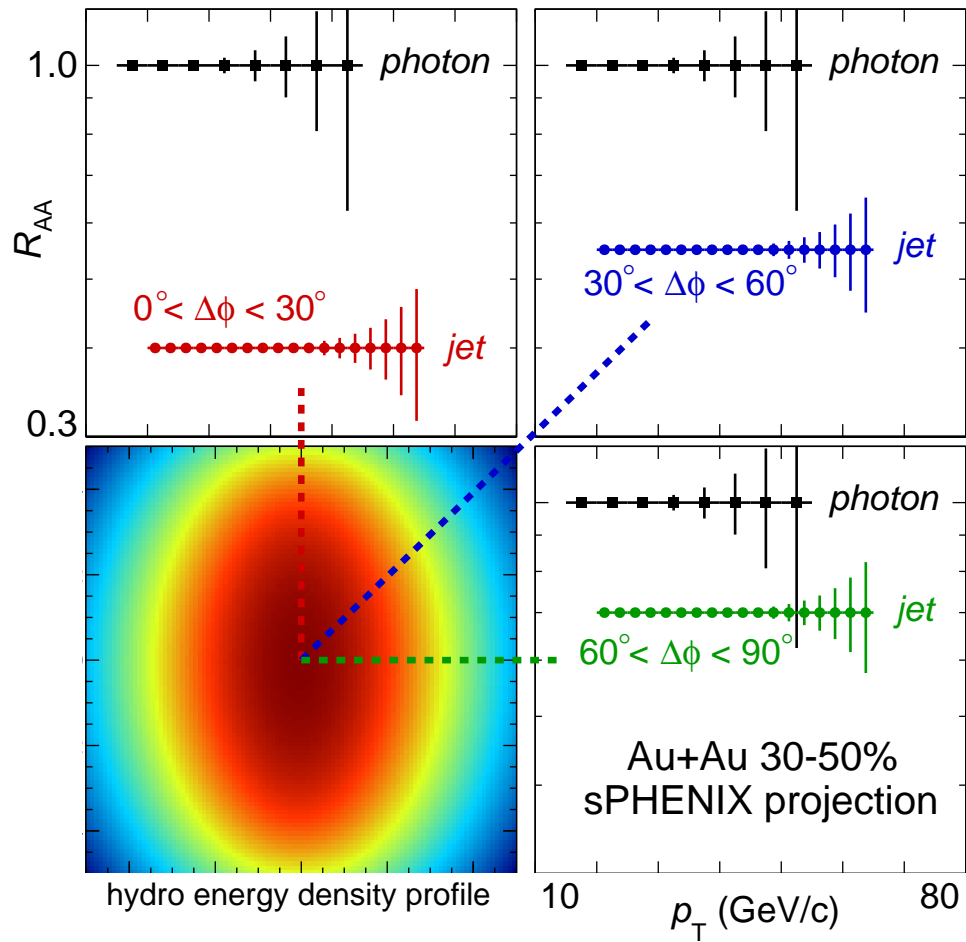 1.0
photon
photon
R_AA
0°< Δϕ < 30°
jet
30°< Δϕ < 60°
jet
0.3
photon
jet
60°< Δϕ < 90°
Au+Au 30-50%
sPHENIX projection
hydro energy density profile
10
80
p_T (GeV/c)